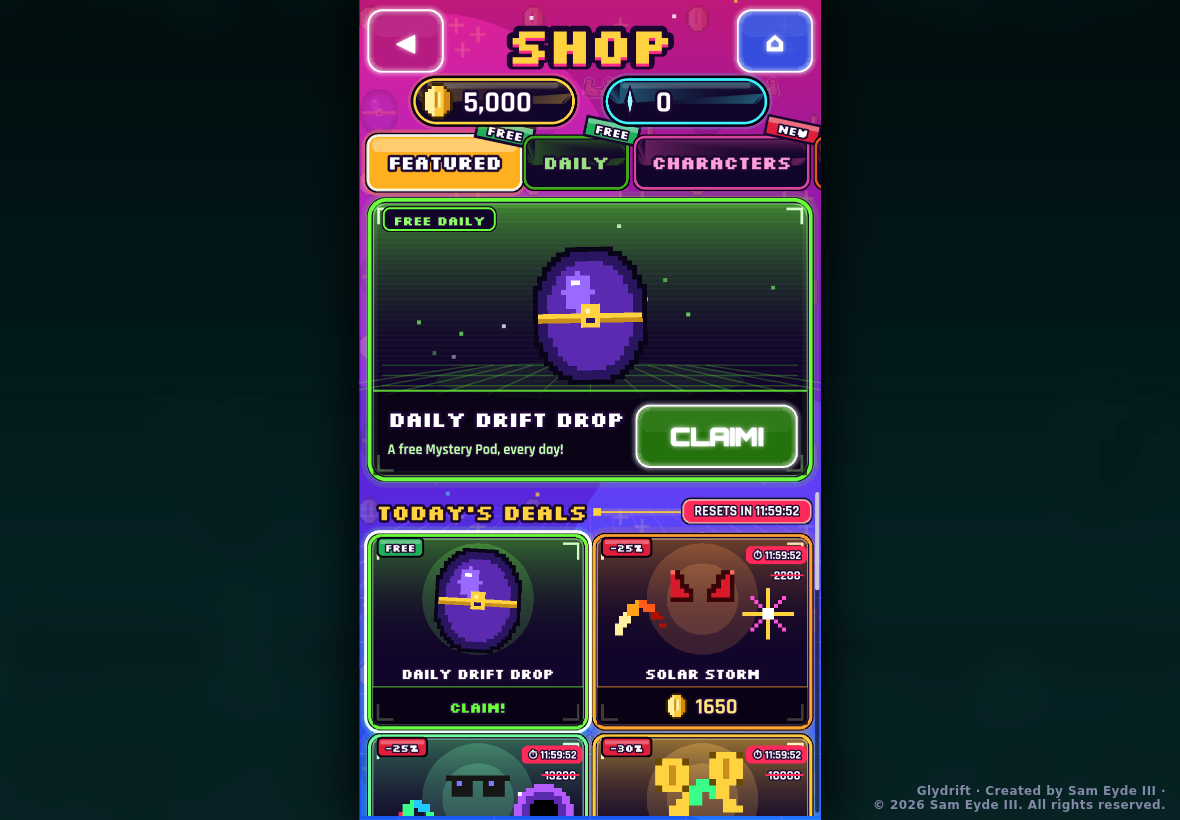 SHOP
5,000
0
FREE
FREE
NEW
FEATURED
DAILY
CHARACTERS
FREE DAILY
DAILY DRIFT DROP
A free Mystery Pod, every day!
CLAIM!
TODAY'S DEALS
RESETS IN 11:59:52
FREE
DAILY DRIFT DROP
CLAIM!
-25%
11:59:52
2200
SOLAR STORM
1650
-25%
11:59:52
13200
-30%
11:59:52
18000
Glydrift · Created by Sam Eyde III ·
© 2026 Sam Eyde III. All rights reserved.